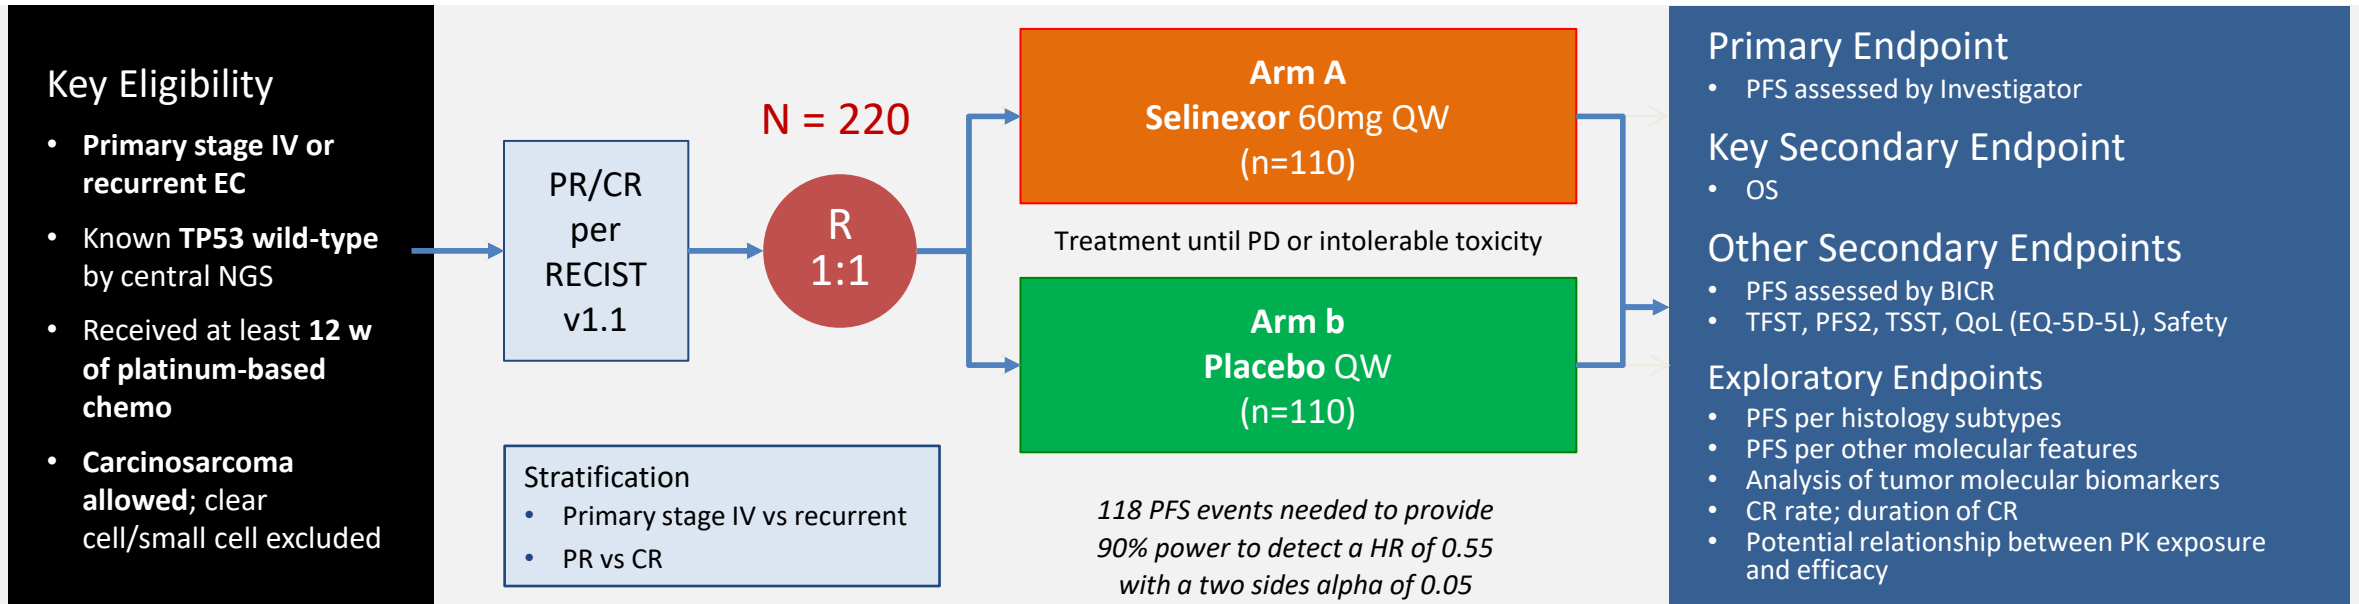 Key Eligibility
• Primary stage IV or
recurrent EC
• Known TP53 wild-type
by central NGS
• Received at least 12 w
of platinum-based
chemo
• Carcinosarcoma
allowed; clear
cell/small cell excluded
PR/CR
per
RECIST
v1.1
N = 220
R
1:1
Stratification
• Primary stage IV vs recurrent
• PR vs CR
Arm A
Selinexor 60mg QW
(n=110)
Treatment until PD or intolerable toxicity
Arm b
Placebo QW
(n=110)
118 PFS events needed to provide
90% power to detect a HR of 0.55
with a two sides alpha of 0.05
Primary Endpoint
• PFS assessed by Investigator
Key Secondary Endpoint
• OS
Other Secondary Endpoints
• PFS assessed by BICR
• TFST, PFS2, TSST, QoL (EQ-5D-5L), Safety
Exploratory Endpoints
• PFS per histology subtypes
• PFS per other molecular features
• Analysis of tumor molecular biomarkers
• CR rate; duration of CR
• Potential relationship between PK exposure
and efficacy